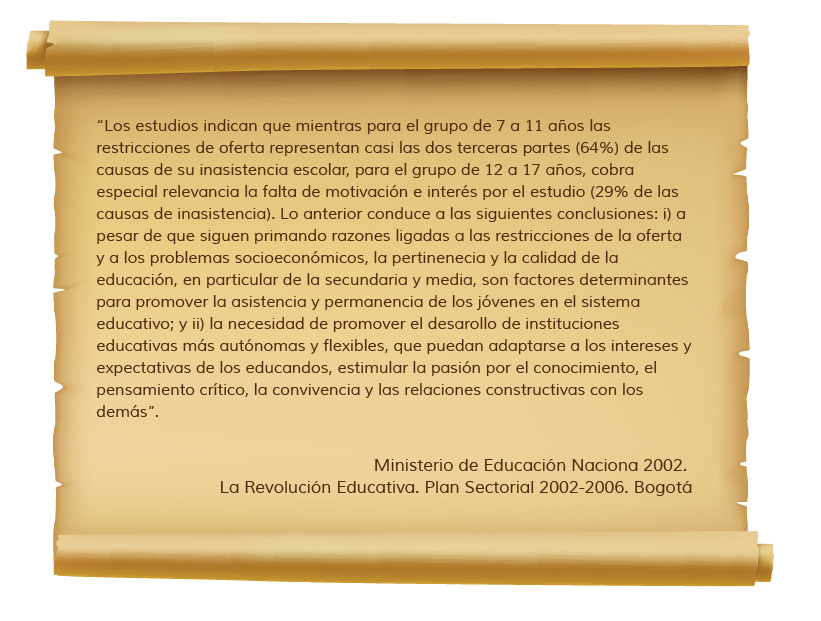 “Los estudios indican que mientras para el grupo de 7 a 11 años las
restricciones de oferta representan casi las dos terceras partes (64%) de las
causas de su inasistencia escolar, para el grupo de 12 a 17 años, cobra
especial relevancia la falta de motivación e interés por el estudio (29% de las
causas de inasistencia). Lo anterior conduce a las siguientes conclusiones: i) a
pesar de que siguen primando razones ligadas a las restricciones de la oferta
y a los problemas socioeconómicos, la pertinenecia y la calidad de la
educación, en particular de la secundaria y media, son factores determinantes
para promover la asistencia y permanencia de los jóvenes en el sistema
educativo; y ii) la necesidad de promover el desarollo de instituciones
educativas más autónomas y flexibles, que puedan adaptarse a los intereses y
expectativas de los educandos, estimular la pasión por el conocimiento, el
pensamiento crítico, la convivencia y las relaciones constructivas con los
demás”.
Ministerio de Educación Naciona 2002.
La Revolución Educativa. Plan Sectorial 2002-2006. Bogotá